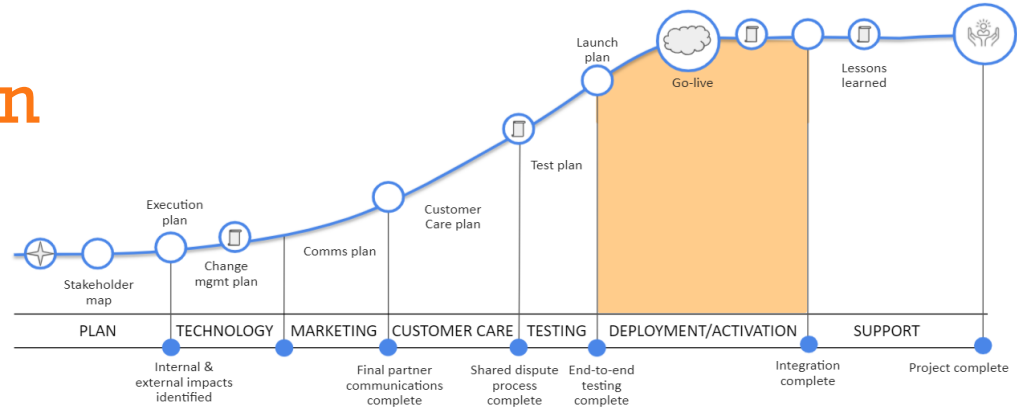 n
Launch
plan
Go-live
Lessons
learned
Test plan
Execution
plan
Customer
Care plan
Comms plan
Change
mgmt plan
Stakeholder
map
PLAN
TECHNOLOGY
MARKETING
CUSTOMER CARE
TESTING
DEPLOYMENT/ACTIVATION
SUPPORT
Internal &
external impacts
identified
Final partner
communications
complete
Shared dispute
process
complete
End-to-end
testing
complete
Integration
complete
Project complete